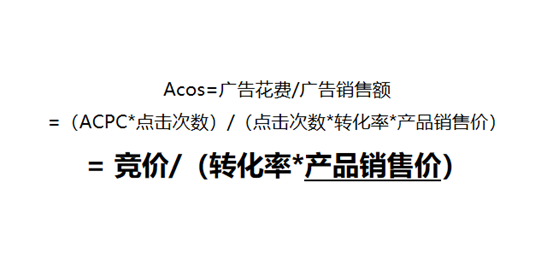 Acos=广告花费/广告销售额
=（ACPC*点击次数）/（点击次数*转化率*产品销售价）
= 竞价/（转化率*产品销售价）